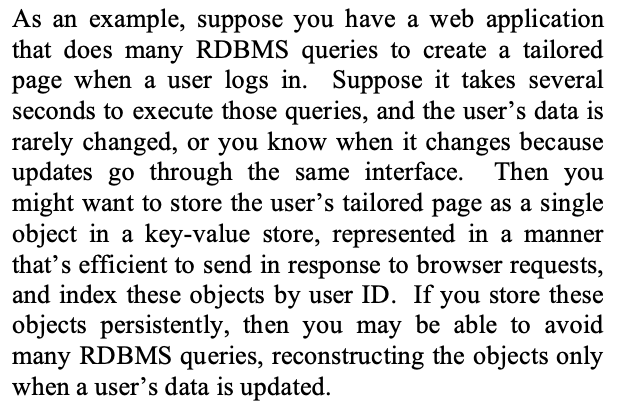 As an example, suppose you have a web application
that does many RDBMS queries to create a tailored
page when a user logs in.  Suppose it takes several
seconds to execute those queries, and the user’s data is
rarely changed, or you know when it changes because
updates go through the same interface.  Then you
might want to store the user’s tailored page as a single
object in a key-value store, represented in a manner
that’s efficient to send in response to browser requests,
and index these objects by user ID.  If you store these
objects persistently, then you may be able to avoid
many RDBMS queries, reconstructing the objects only
when a user’s data is updated.